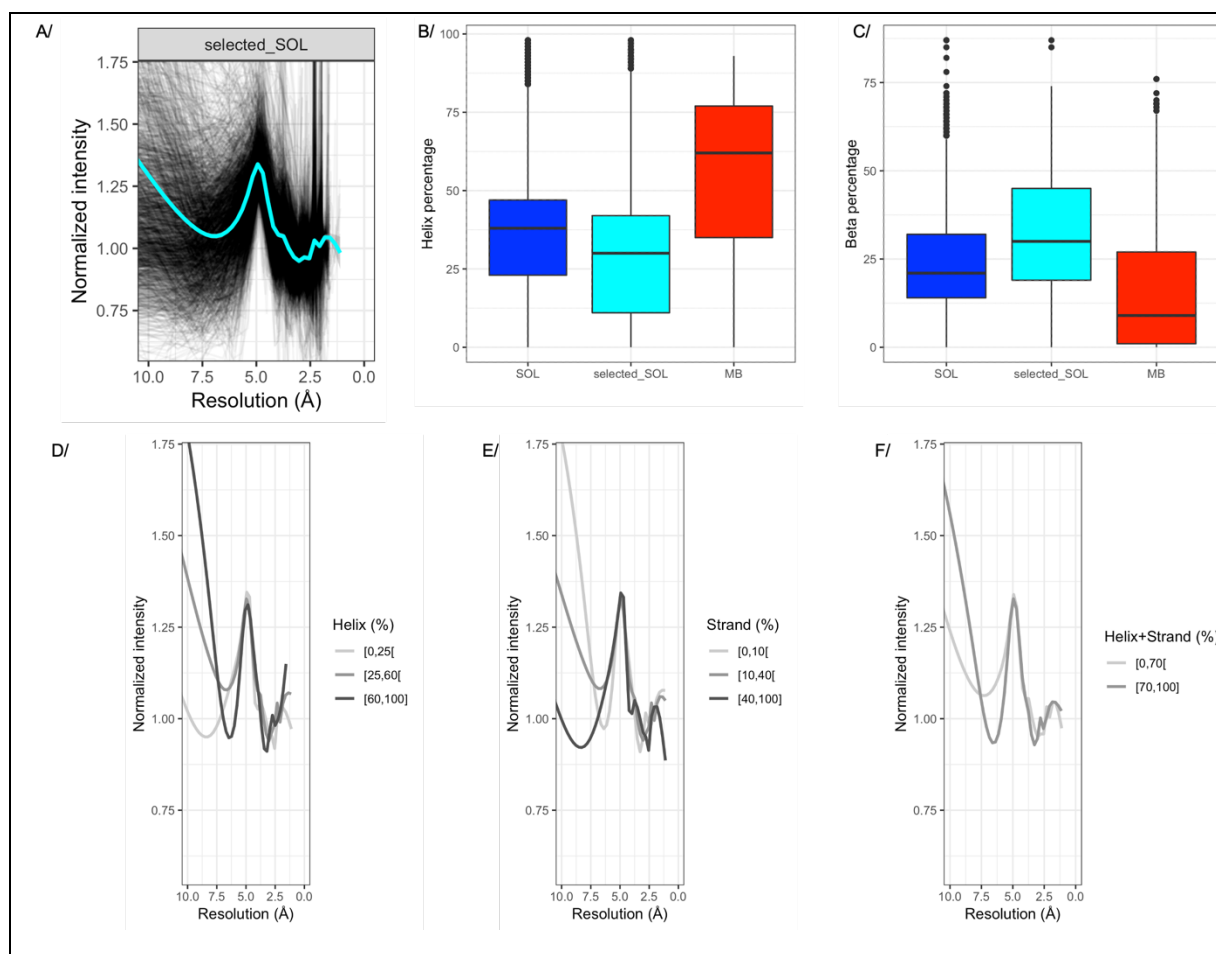 A/
selected_SOL
1.75
1.50
1.25
1.00
0.75
Normalized intensity
10.0 7.5 5.0 2.5 0.0
Resolution (Å)
B/
100
75
50
25
0
Helix percentage
SOL selected_SOL MB
C/
75
50
25
0
Beta percentage
SOL selected_SOL MB
D/
1.75
1.50
1.25
1.00
0.75
Normalized intensity
10.0 7.5 5.0 2.5 0.0
Resolution (Å)
Helix (%)
[0,25[
[25,60[
[60,100]
E/
1.75
1.50
1.25
1.00
0.75
Normalized intensity
10.0 7.5 5.0 2.5 0.0
Resolution (Å)
Strand (%)
[0,10[
[10,40[
[40,100]
F/
1.75
1.50
1.25
1.00
0.75
Normalized intensity
10.0 7.5 5.0 2.5 0.0
Resolution (Å)
Helix+Strand (%)
[0,70[
[70,100]